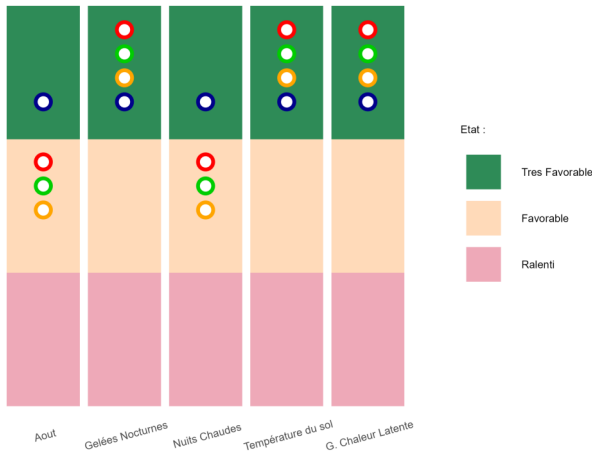 Etat :
Tres Favorable
Favorable
Ralenti
Aout
Gelées Nocturnes
Nuits Chaudes
Température du sol
G. Chaleur Latente